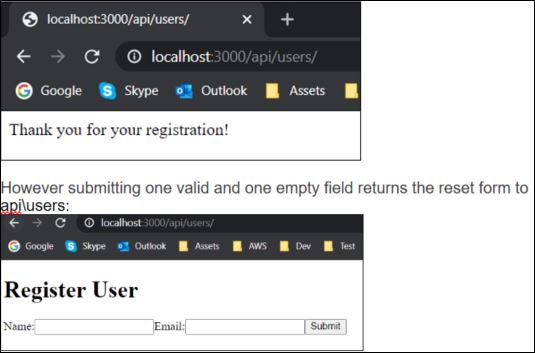 localhost:3000/api/users/
localhost:3000/api/users/
Google Skype Outlook Assets
Thank you for your registration!
However submitting one valid and one empty field returns the reset form to
api\users:
localhost:3000/api/users/
Google Skype Outlook Assets AWS Dev Test
Register User
Name: Email: Submit